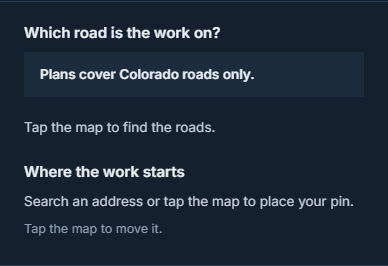 Which road is the work on?
Plans cover Colorado roads only.
Tap the map to find the roads.
Where the work starts
Search an address or tap the map to place your pin.
Tap the map to move it.